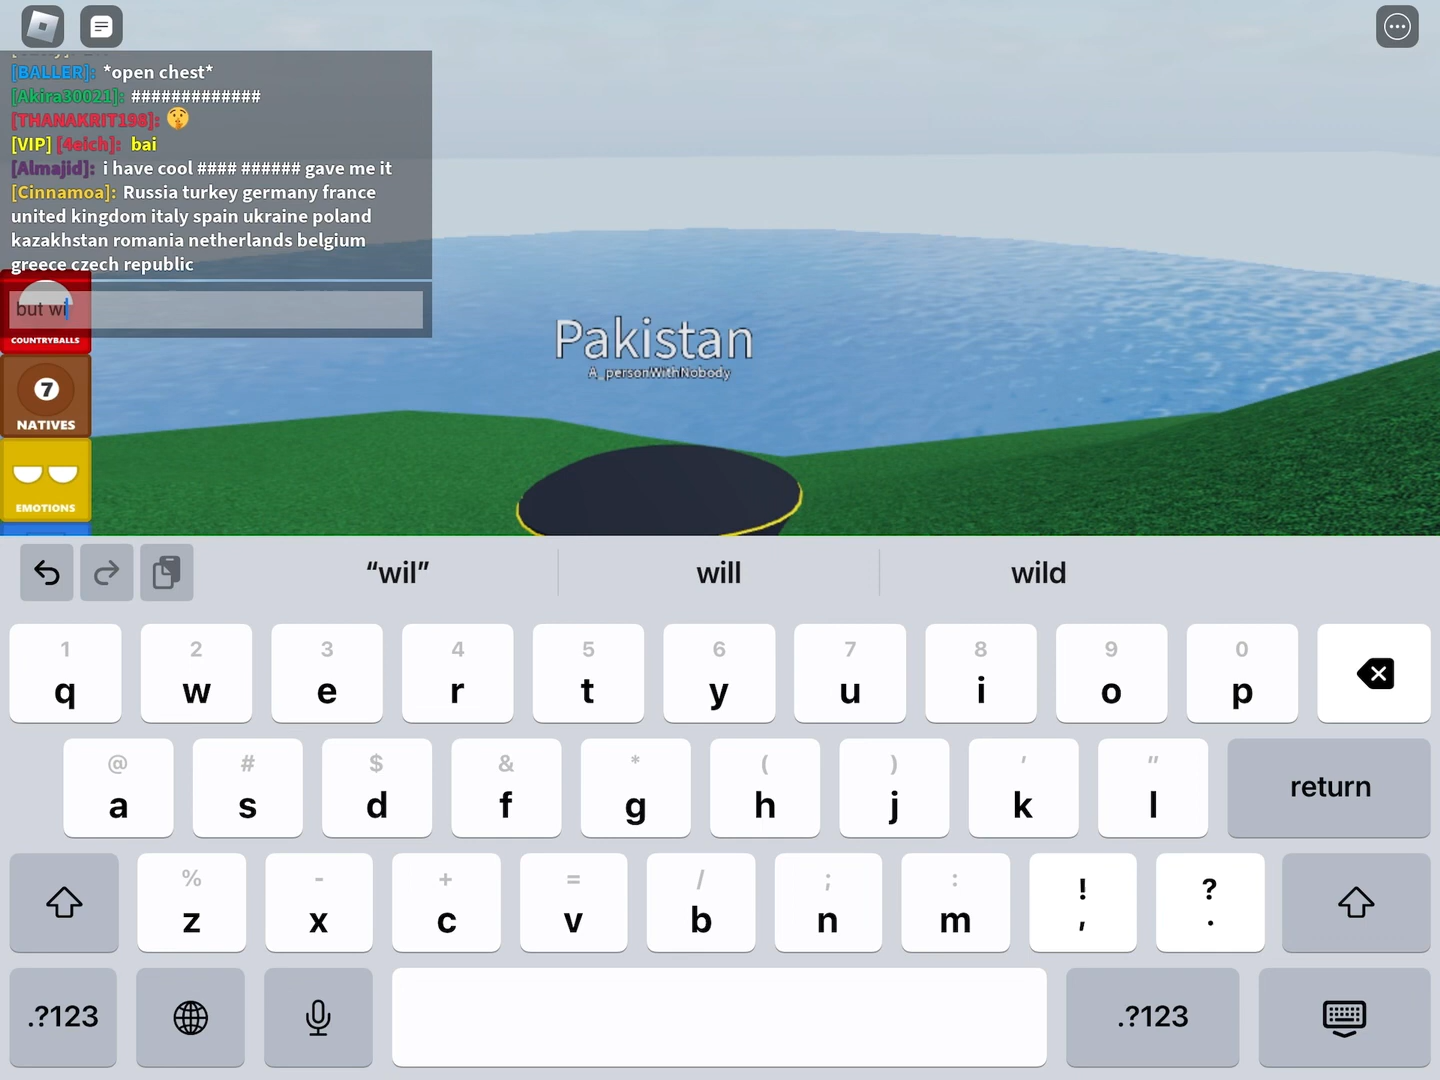 [BALLER]: *open chest*
[Akira30021]: #############
[THANAKRIT198]: 🤫
[VIP] [4eich]: bai
[Almajid]: i have cool #### ###### gave me it
[Cinnamoa]: Russia turkey germany france
united kingdom italy spain ukraine poland
kazakhstan romania netherlands belgium
greece czech republic
but wi
COUNTRYBALLS
7
NATIVES
EMOTIONS
Pakistan
A_personWithNobody
“wil” will wild
1 2 3 4 5 6 7 8 9 0
q w e r t y u i o p
@ # $ & * ( ) ' "
a s d f g h j k l return
% - + = / ; : ! ?
z x c v b n m , .
.?123 .?123